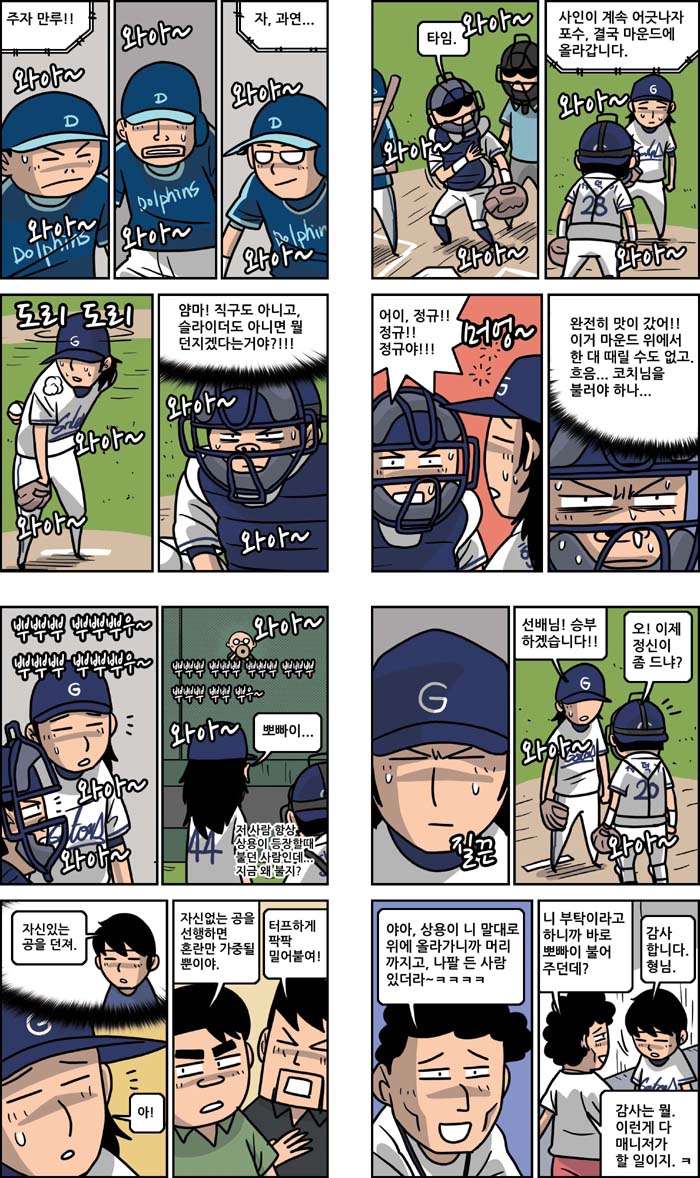 주자 만루!!
와아~
D
Dolphins
와아~
와아~
D
Dolphins
와아~
자, 과연...
와아~
D
Dolphins
와아~
타임.
와아~
와아~
사인이 계속 어긋나자
포수, 결국 마운드에
올라갑니다.
와아~
G
23
와아~
도리 도리
G
와아~
와아~
얌마! 직구도 아니고,
슬라이더도 아니면 뭘
던지겠다는거야?!!!
와아~
와아~
어이, 정규!!
정규!!
정규야!!!
머엉~
G
완전히 맛이 갔어!!
이거 마운드 위에서
한 대 때릴 수도 없고.
흐음... 코치님을
불러야 하나...
뿌뿌뿌 뿌뿌뿌우~
뿌뿌뿌 뿌뿌뿌우~
G
와아~
와아~
와아~
뿌뿌뿌 뿌뿌뿌 뿌뿌뿌 뿌뿌뿌
뿌뿌뿌 뿌뿌 뿌우~
와아~
뽀빠이...
44
저 사람 항상
상용이 등장할때
불던 사람인데...
지금 왜 불지?
G
질끈
선배님! 승부
하겠습니다!!
오! 이제
정신이
좀 드냐?
G
와아~
20
와아~
자신있는
공을 던져.
G
아!
자신없는 공을
선행하면
혼란만 가중될
뿐이야.
터프하게
팍팍
밀어붙여!
야아, 상용이 니 말대로
위에 올라가니까 머리
까지고, 나팔 든 사람
있더라~ㅋㅋㅋㅋ
니 부탁이라고
하니까 바로
뽀빠이 불어
주던데?
감사
합니다.
형님.
감사는 뭘.
이런게 다
매니저가
할 일이지. ㅋ